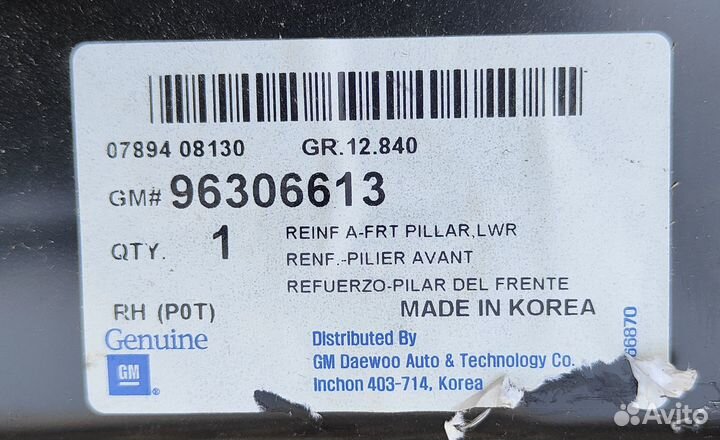 07894 08130 GR.12.840
GM# 96306613
QTY. 1 REINF A-FRT PILLAR,LWR
RENF.-PILIER AVANT
REFUERZO-PILAR DEL FRENTE
RH (P0T) MADE IN KOREA
Genuine
GM
®
Distributed By
GM Daewoo Auto & Technology Co.
Inchon 403-714, Korea
66870
Avito